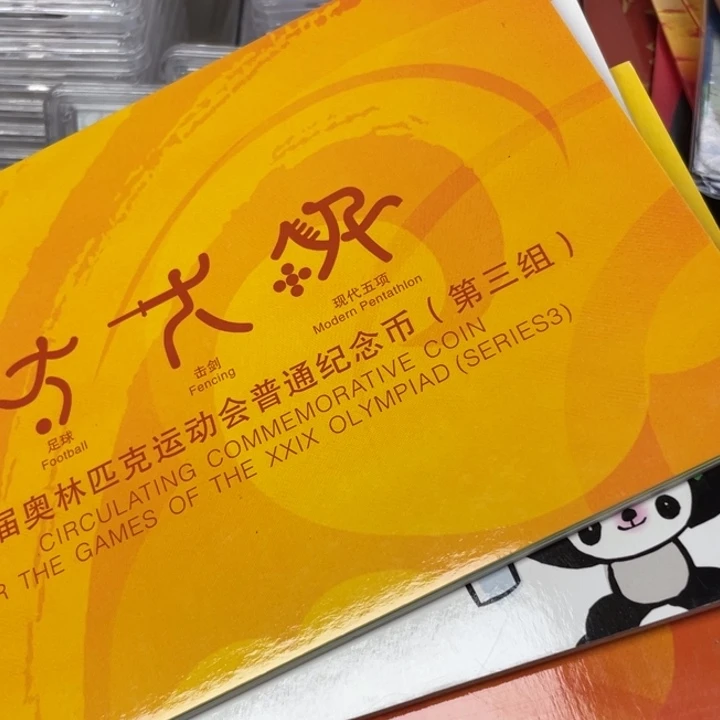 足球
Football
击剑
Fencing
现代五项
Modern Pentathlon
届奥林匹克运动会普通纪念币（第三组）
CIRCULATING COMMEMORATIVE COIN
THE GAMES OF THE XXIX OLYMPIAD (SERIES3)